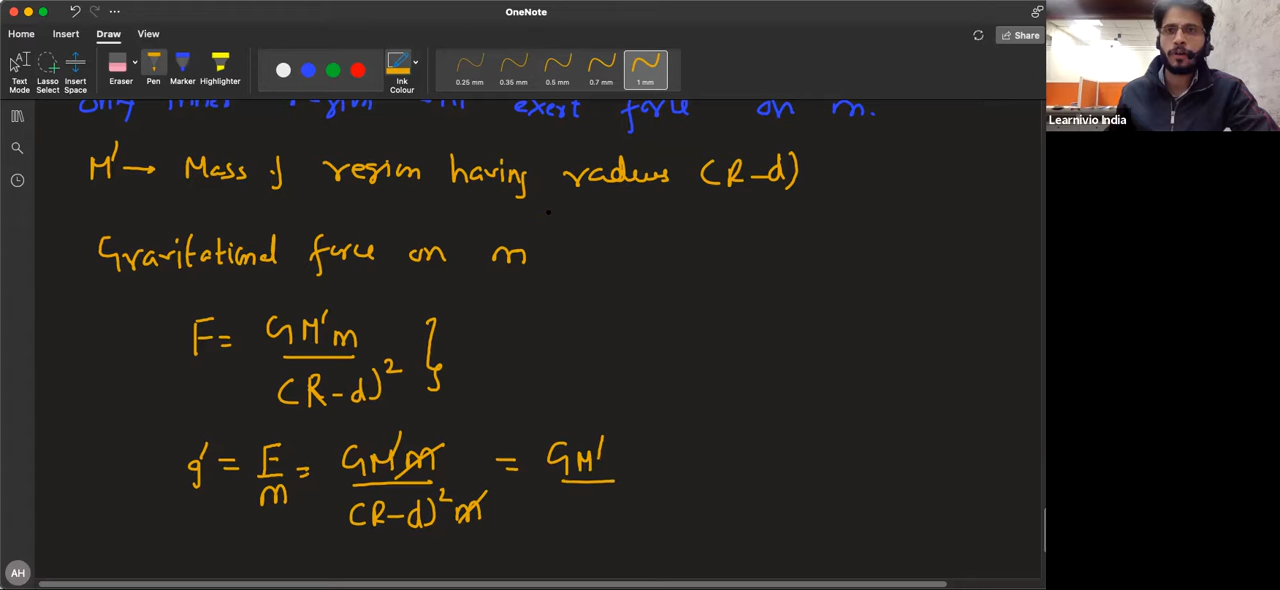 OneNote
Home Insert Draw View
Share
Text Mode Lasso Select Insert Space Eraser Pen Marker Highlighter Ink Colour 0.25 mm 0.35 mm 0.5 mm 0.7 mm 1 mm
Learnivio India
Only region exert force on m.
M' → Mass of region having radius (R-d)
Gravitational force on m
F = GM'm / (R-d)² }
g' = F/m = GM'm / (R-d)² m = GM'
AH